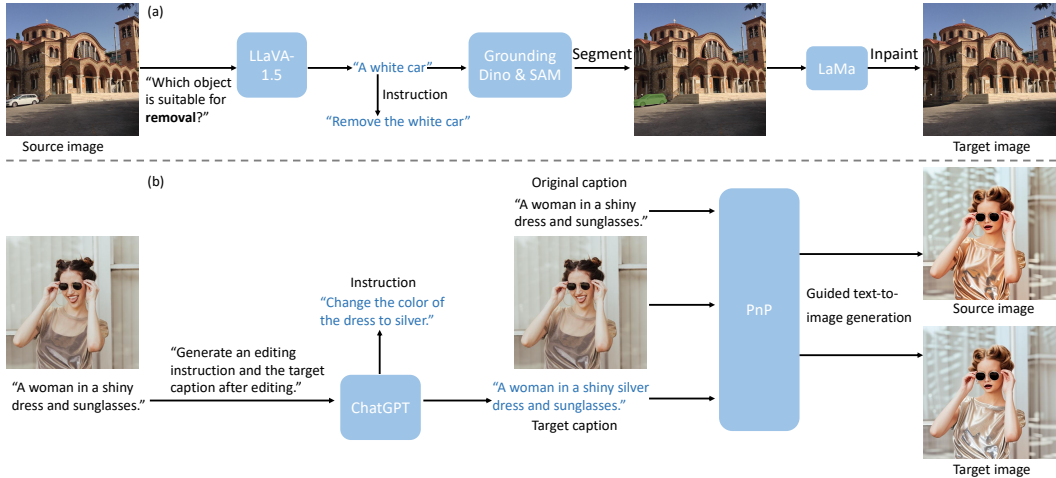 (a)
LLaVA-
1.5
“A white car”
Grounding
Dino & SAM
Segment
LaMa
Inpaint
“Which object
is suitable for
removal?”
Instruction
“Remove the white car”
Source image
Target image
(b)
Original caption
“A woman in a shiny
dress and sunglasses.”
Instruction
“Change the color of
the dress to silver.”
PnP
Guided text-to-
image generation
Source image
“Generate an editing
instruction and the target
caption after editing.”
“A woman in a shiny
dress and sunglasses.”
ChatGPT
“A woman in a shiny silver
dress and sunglasses.”
Target caption
Target image